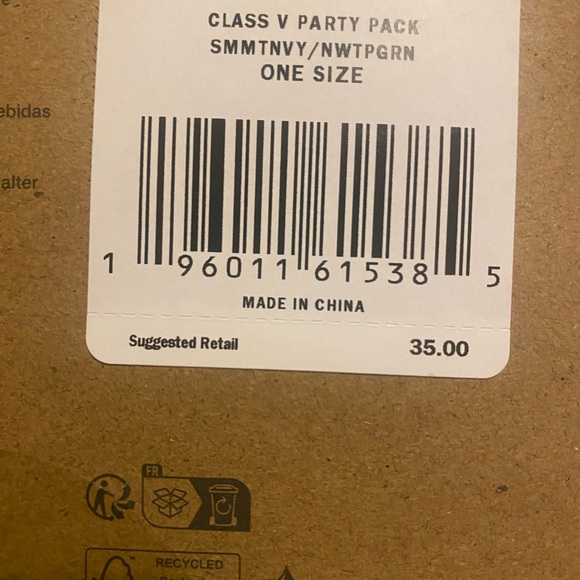 CLASS V PARTY PACK
SMMTNVY/NWTPGRN
ONE SIZE
ebidas
alter
1 96011 61538 5
MADE IN CHINA
Suggested Retail 35.00
FR
RECYCLED